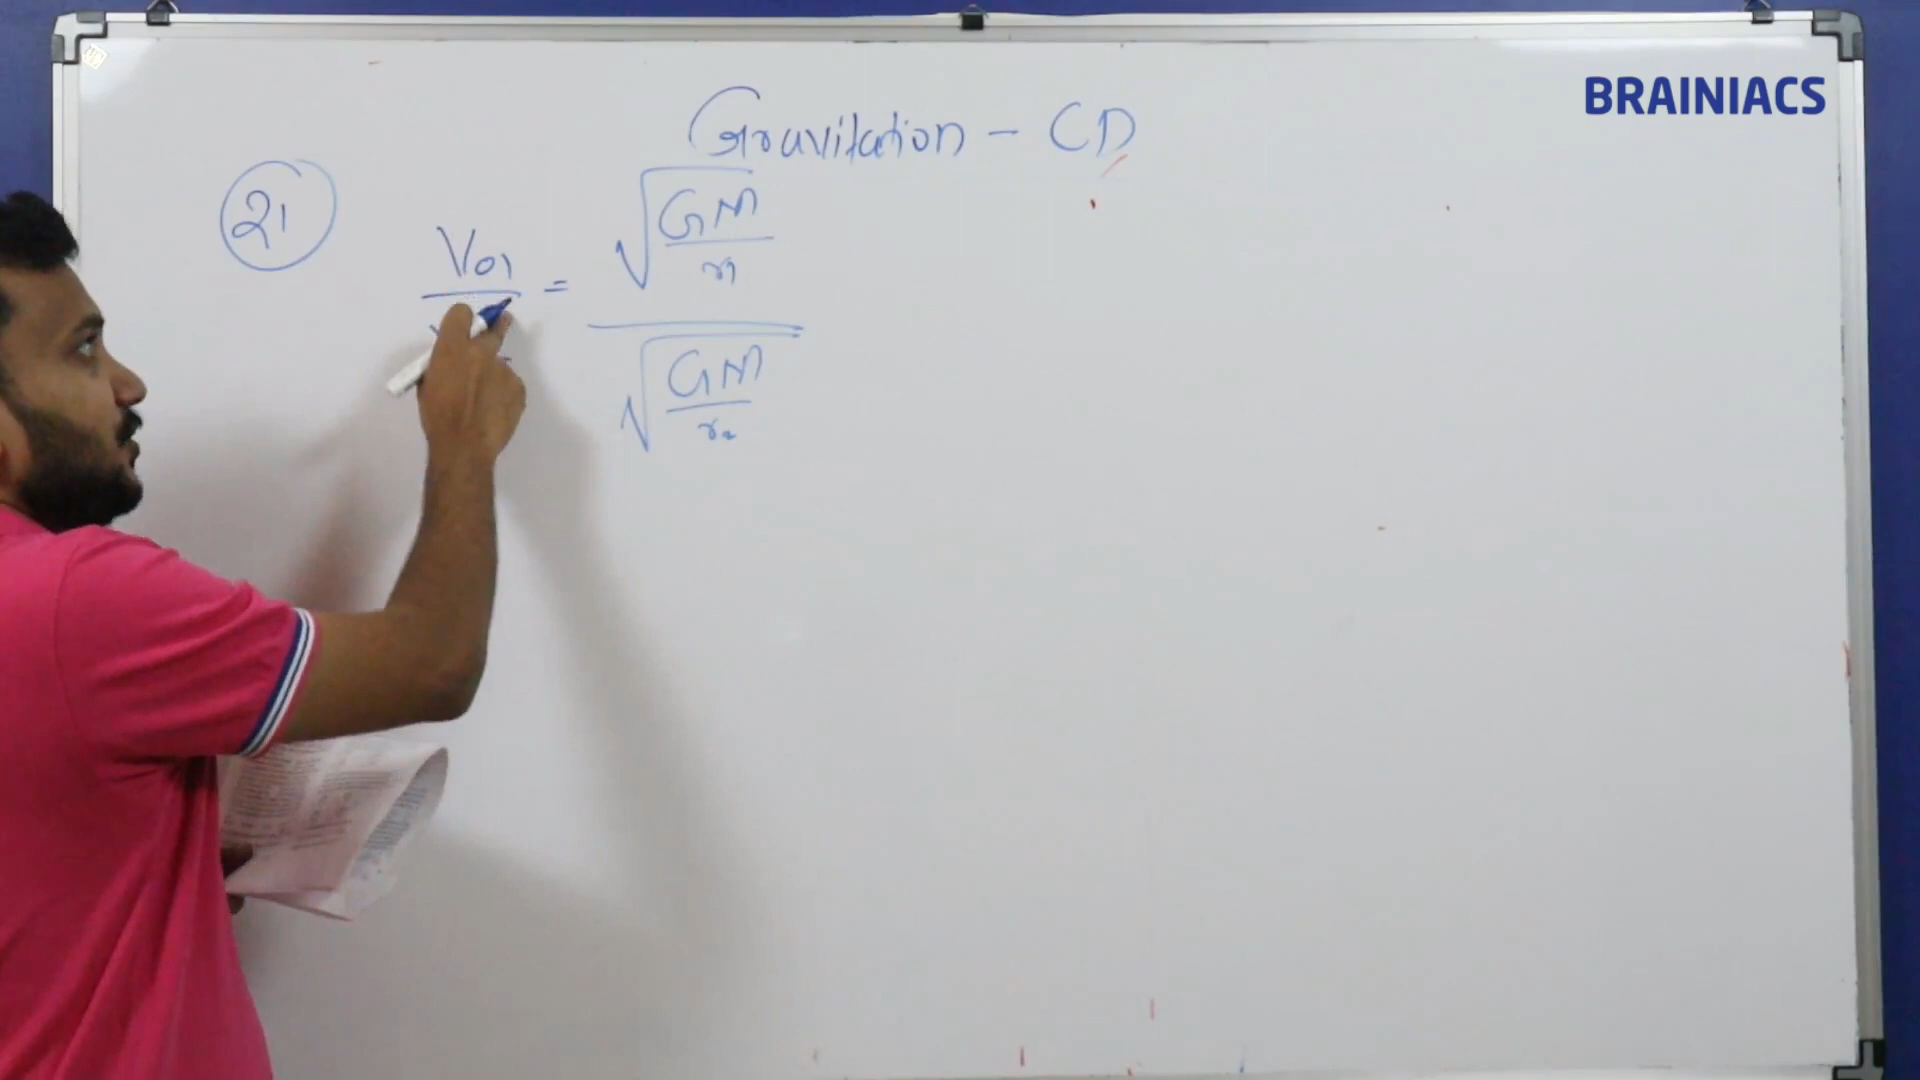 BRAINIACS
Gravitation - CD
21
Vo1 = √(GM/r1)
√(GM/r2)